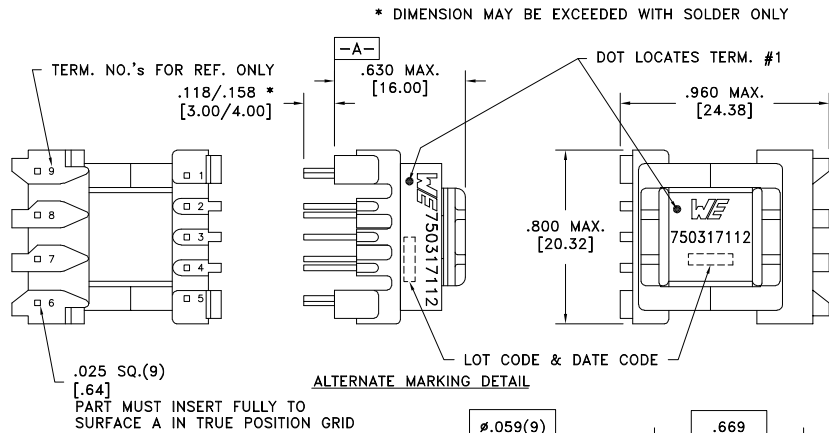 * DIMENSION MAY BE EXCEEDED WITH SOLDER ONLY
-A-
TERM. NO.'s FOR REF. ONLY
.118/.158 *
[3.00/4.00]
.630 MAX.
[16.00]
DOT LOCATES TERM. #1
.960 MAX.
[24.38]
9
8
7
6
1
2
3
4
5
WE
750317112
.800 MAX.
[20.32]
WE
750317112
LOT CODE & DATE CODE
ALTERNATE MARKING DETAIL
.025 SQ.(9)
[.64]
PART MUST INSERT FULLY TO
SURFACE A IN TRUE POSITION GRID
ø.059(9)
.669